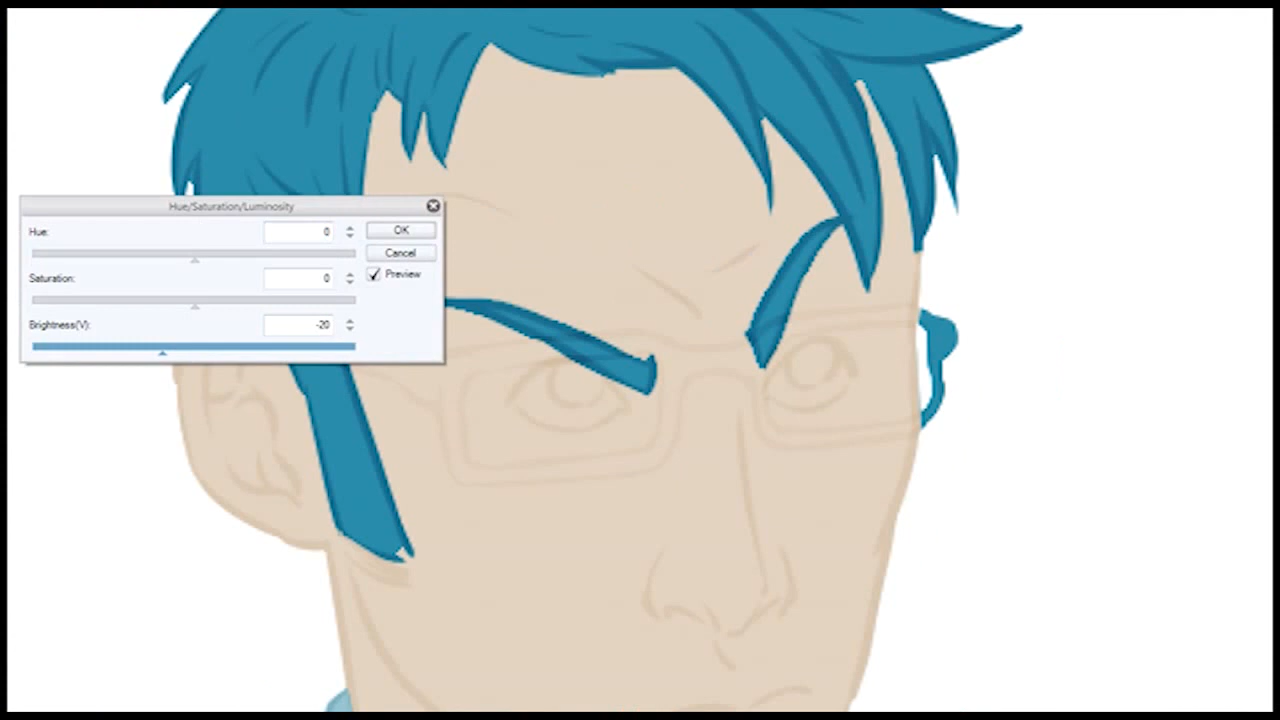 Hue/Saturation/Luminosity
Hue: 0 OK
Cancel
Saturation: 0 Preview
Brightness(V): -20